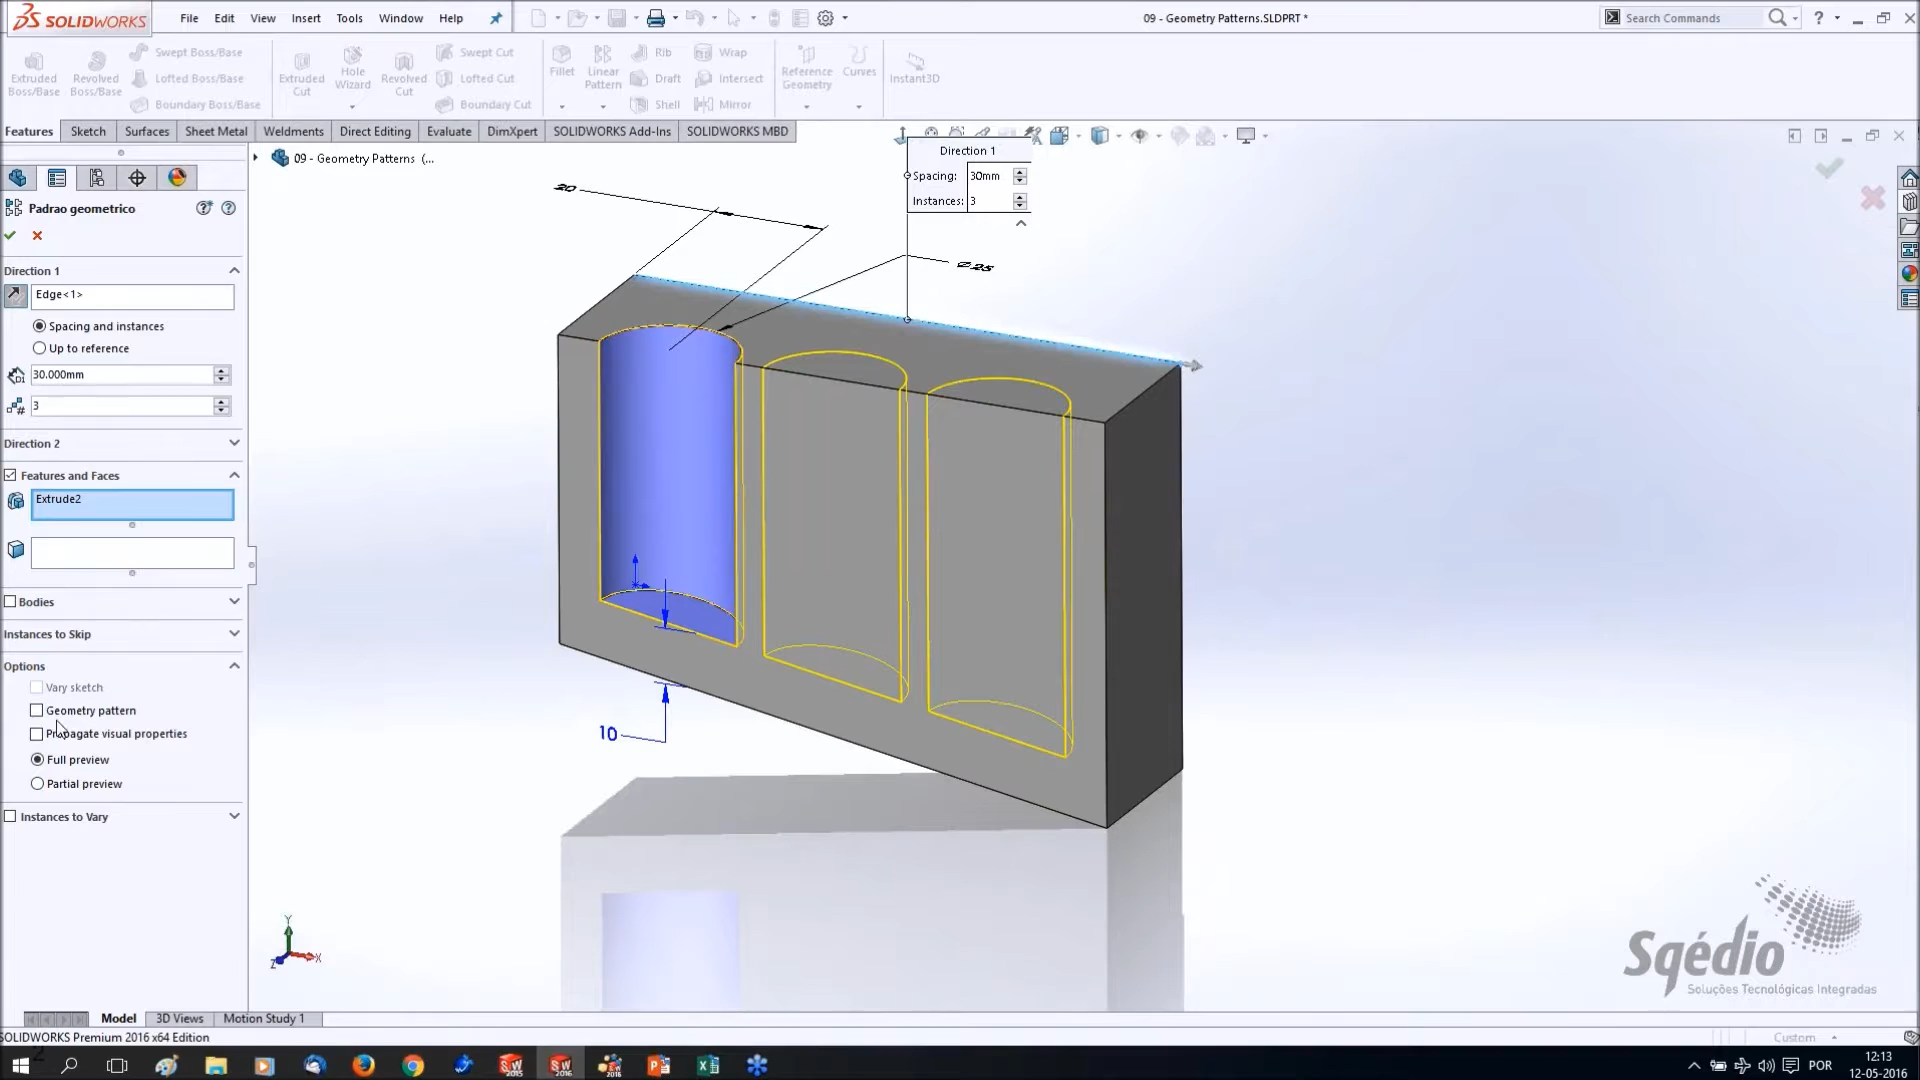 SOLIDWORKS File Edit View Insert Tools Window Help 09 - Geometry Patterns.SLDPRT * Search Commands
Extruded Boss/Base Revolved Boss/Base Swept Boss/Base Lofted Boss/Base Boundary Boss/Base Extruded Cut Hole Wizard Revolved Cut Swept Cut Lofted Cut Boundary Cut Fillet Linear Pattern Rib Draft Shell Wrap Intersect Mirror Reference Geometry Curves Instant3D
Features Sketch Surfaces Sheet Metal Weldments Direct Editing Evaluate DimXpert SOLIDWORKS Add-Ins SOLIDWORKS MBD
09 - Geometry Patterns (...
Padrao geometrico
Direction 1
Edge<1>
Spacing and instances
Up to reference
30.000mm
3
Direction 2
Features and Faces
Extrude2
Bodies
Instances to Skip
Options
Vary sketch
Geometry pattern
Propagate visual properties
Full preview
Partial preview
Instances to Vary
Direction 1
Spacing: 30mm
Instances: 3
20
⌀25
10
Y
X
Z
Sqédio
Soluções Tecnológicas Integradas
Model 3D Views Motion Study 1
SOLIDWORKS Premium 2016 x64 Edition
Custom
POR
12:13
12-05-2016